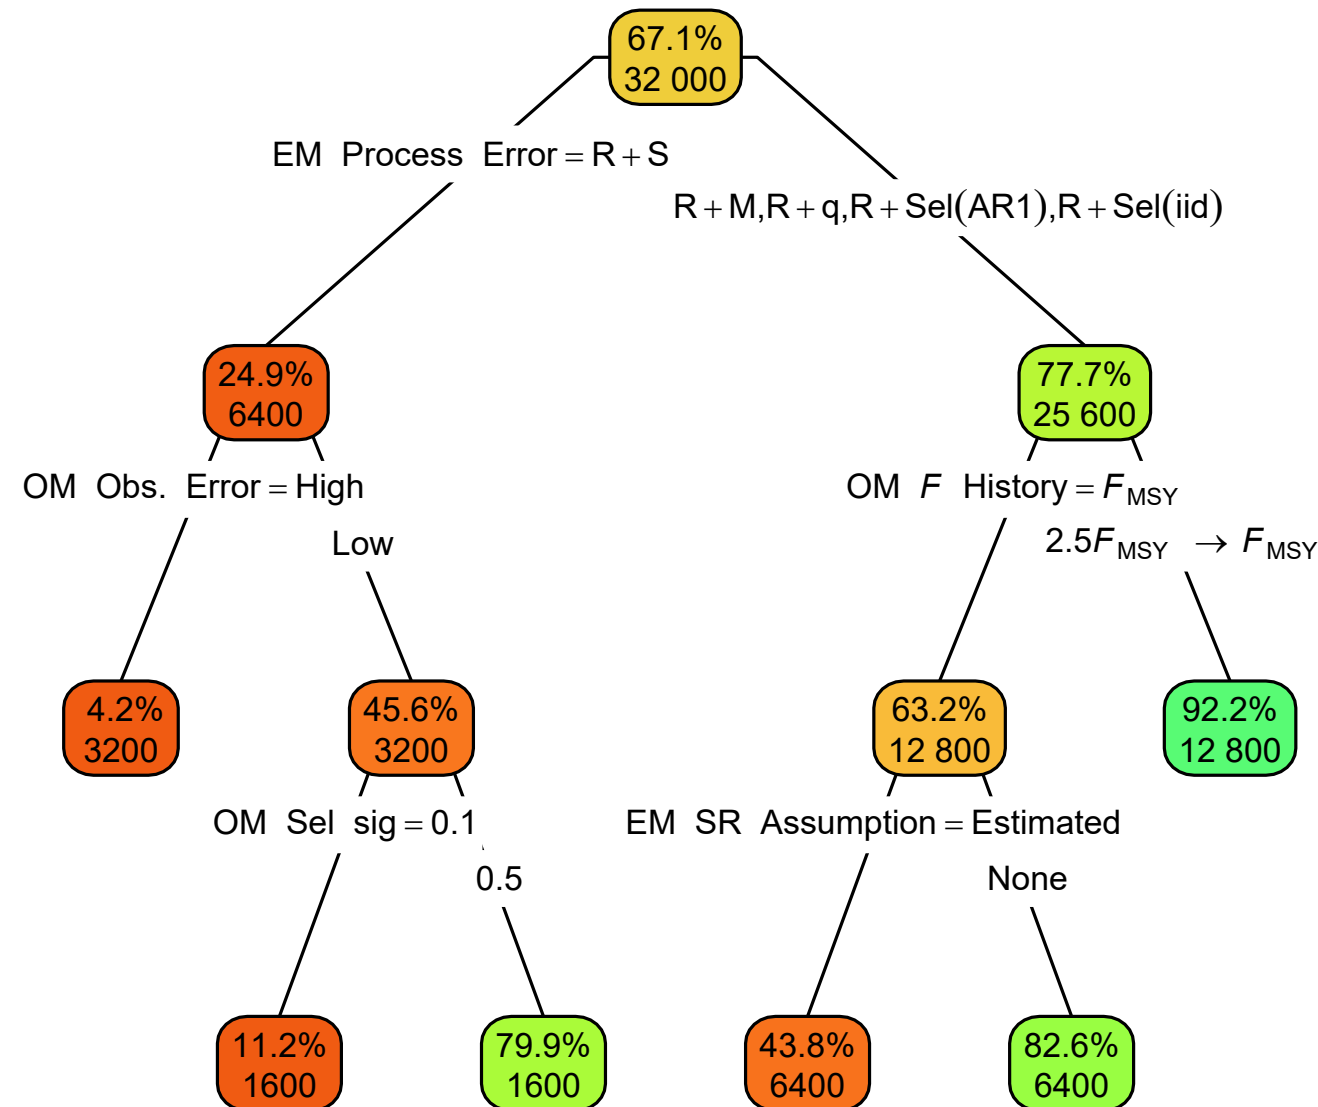 67.1%
32 000
EM Process Error = R + S
R + M,R + q,R + Sel(AR1),R + Sel(iid)
24.9%
6400
77.7%
25 600
OM Obs. Error = High
Low
OM F History = FMSY
2.5FMSY → FMSY
4.2%
3200
45.6%
3200
63.2%
12 800
92.2%
12 800
OM Sel sig = 0.1
0.5
EM SR Assumption = Estimated
None
11.2%
1600
79.9%
1600
43.8%
6400
82.6%
6400